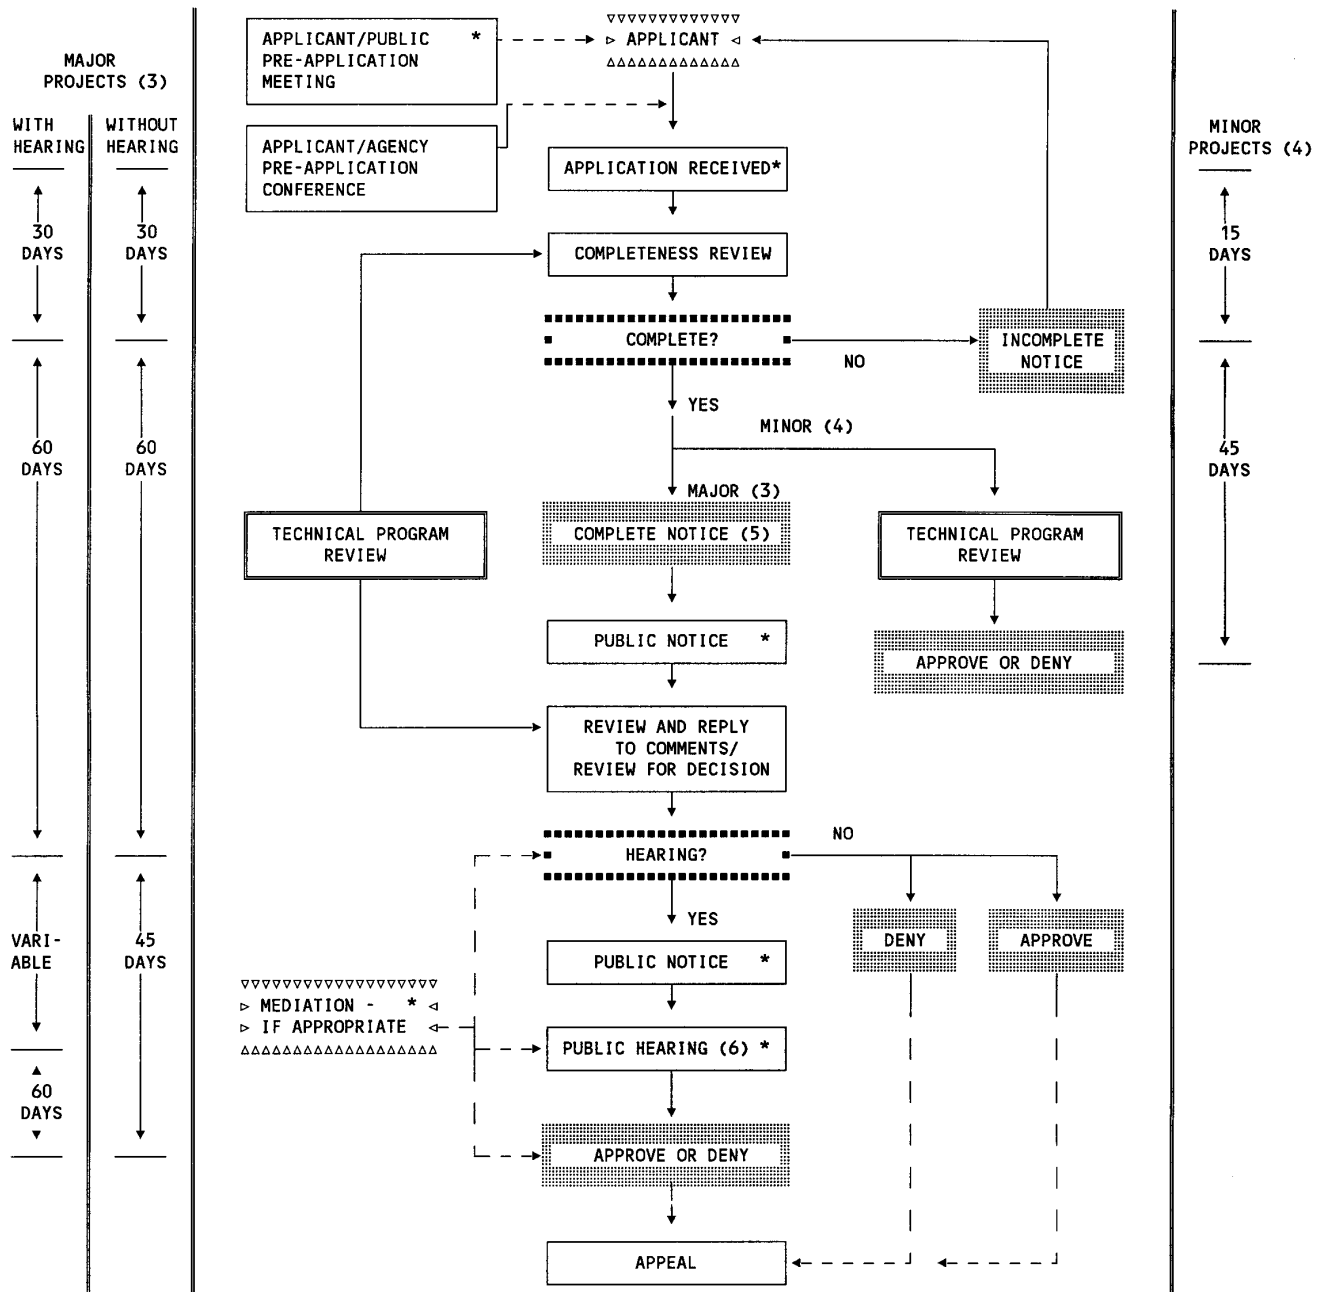 MAJOR
PROJECTS (3)
WITH
HEARING
WITHOUT
HEARING
30
DAYS
30
DAYS
60
DAYS
60
DAYS
VARI-
ABLE
45
DAYS
60
DAYS
APPLICANT/PUBLIC *
PRE-APPLICATION
MEETING
APPLICANT
APPLICANT/AGENCY
PRE-APPLICATION
CONFERENCE
APPLICATION RECEIVED*
COMPLETENESS REVIEW
COMPLETE?
NO
INCOMPLETE
NOTICE
YES
MINOR (4)
MAJOR (3)
TECHNICAL PROGRAM
REVIEW
COMPLETE NOTICE (5)
TECHNICAL PROGRAM
REVIEW
PUBLIC NOTICE *
APPROVE OR DENY
REVIEW AND REPLY
TO COMMENTS/
REVIEW FOR DECISION
HEARING?
NO
YES
DENY
APPROVE
PUBLIC NOTICE *
MEDIATION - *
IF APPROPRIATE
PUBLIC HEARING (6) *
APPROVE OR DENY
APPEAL
MINOR
PROJECTS (4)
15
DAYS
45
DAYS